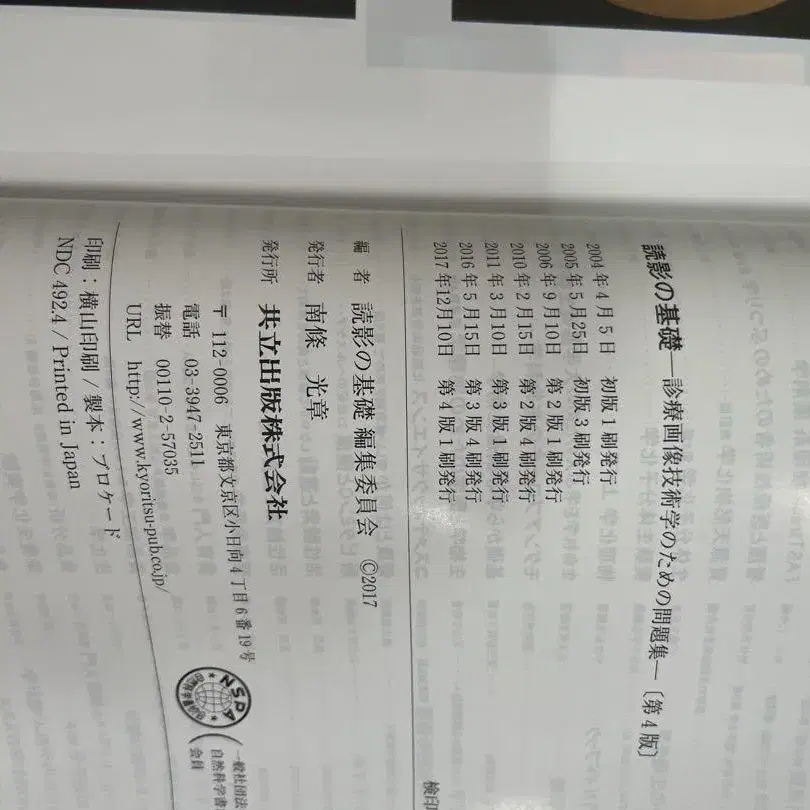 読影の基礎―診療画像技術学のための問題集―〔第4版〕
2004年4月5日 初版1刷発行
2005年5月25日 初版3刷発行
2006年9月10日 第2版1刷発行
2010年2月15日 第2版4刷発行
2011年3月10日 第3版1刷発行
2016年5月15日 第3版4刷発行
2017年12月10日 第4版1刷発行
検印
編者 読影の基礎 編集委員会 ©2017
発行者 南條 光章
発行所 共立出版株式会社
〒112-0006 東京都文京区小日向4丁目6番19号
電話 03-3947-2511
振替 00110-2-57035
URL http://www.kyoritsu-pub.co.jp/
一般社団法
自然科学書
会員
NSPA
印刷:横山印刷 / 製本:ブロケード
NDC 492.4 / Printed in Japan